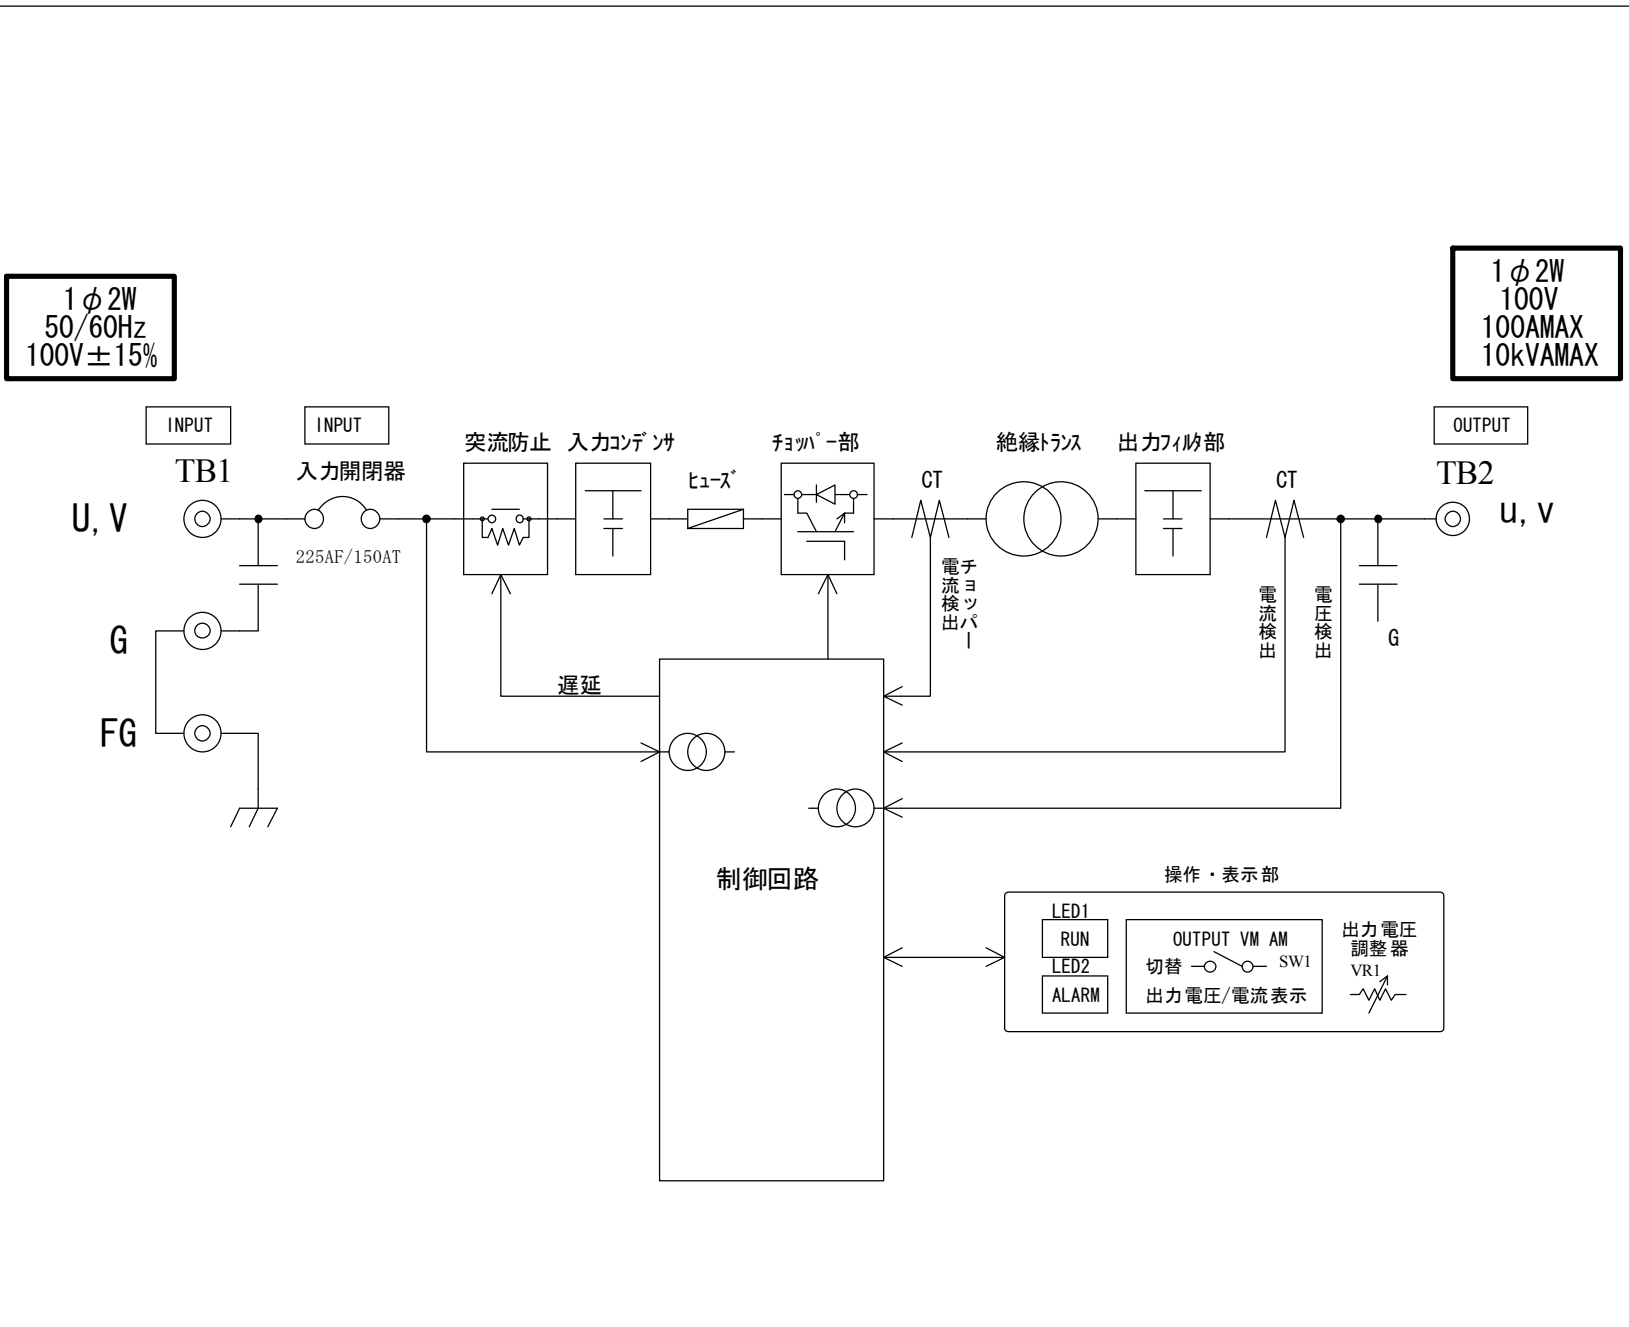 1φ2W
50/60Hz
100V±15%
1φ2W
100V
100AMAX
10kVAMAX
INPUT
INPUT
OUTPUT
TB1
入力開閉器
突流防止
入力ｺﾝﾃﾞﾝｻ
ﾋｭｰｽﾞ
ﾁｮｯﾊﾟｰ部
CT
絶縁ﾄﾗﾝｽ
出力ﾌｨﾙﾀ部
CT
TB2
U,V
u,v
225AF/150AT
チョッパー
電流検出
電流検出
電圧検出
G
G
遅延
FG
制御回路
操作・表示部
LED1
RUN
LED2
ALARM
OUTPUT VM AM
切替
SW1
出力電圧/電流表示
出力電圧
調整器
VR1